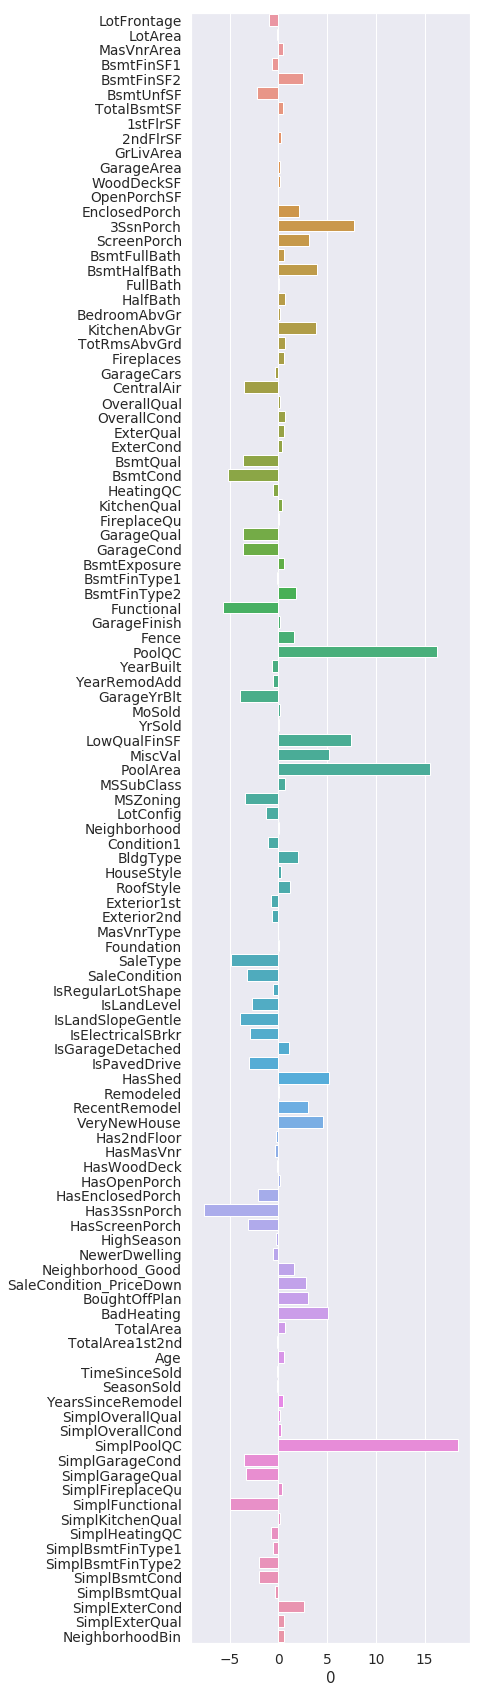 LotFrontage
LotArea
MasVnrArea
BsmtFinSF1
BsmtFinSF2
BsmtUnfSF
TotalBsmtSF
1stFlrSF
2ndFlrSF
GrLivArea
GarageArea
WoodDeckSF
OpenPorchSF
EnclosedPorch
3SsnPorch
ScreenPorch
BsmtFullBath
BsmtHalfBath
FullBath
HalfBath
BedroomAbvGr
KitchenAbvGr
TotRmsAbvGrd
Fireplaces
GarageCars
CentralAir
OverallQual
OverallCond
ExterQual
ExterCond
BsmtQual
BsmtCond
HeatingQC
KitchenQual
FireplaceQu
GarageQual
GarageCond
BsmtExposure
BsmtFinType1
BsmtFinType2
Functional
GarageFinish
Fence
PoolQC
YearBuilt
YearRemodAdd
GarageYrBlt
MoSold
YrSold
LowQualFinSF
MiscVal
PoolArea
MSSubClass
MSZoning
LotConfig
Neighborhood
Condition1
BldgType
HouseStyle
RoofStyle
Exterior1st
Exterior2nd
MasVnrType
Foundation
SaleType
SaleCondition
IsRegularLotShape
IsLandLevel
IsLandSlopeGentle
IsElectricalSBrkr
IsGarageDetached
IsPavedDrive
HasShed
Remodeled
RecentRemodel
VeryNewHouse
Has2ndFloor
HasMasVnr
HasWoodDeck
HasOpenPorch
HasEnclosedPorch
Has3SsnPorch
HasScreenPorch
HighSeason
NewerDwelling
Neighborhood_Good
SaleCondition_PriceDown
BoughtOffPlan
BadHeating
TotalArea
TotalArea1st2nd
Age
TimeSinceSold
SeasonSold
YearsSinceRemodel
SimplOverallQual
SimplOverallCond
SimplPoolQC
SimplGarageCond
SimplGarageQual
SimplFireplaceQu
SimplFunctional
SimplKitchenQual
SimplHeatingQC
SimplBsmtFinType1
SimplBsmtFinType2
SimplBsmtCond
SimplBsmtQual
SimplExterCond
SimplExterQual
NeighborhoodBin
−5 0 5 10 15
0